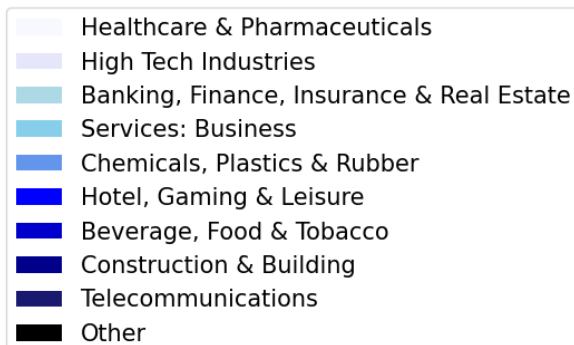 Healthcare & Pharmaceuticals
High Tech Industries
Banking, Finance, Insurance & Real Estate
Services: Business
Chemicals, Plastics & Rubber
Hotel, Gaming & Leisure
Beverage, Food & Tobacco
Construction & Building
Telecommunications
Other